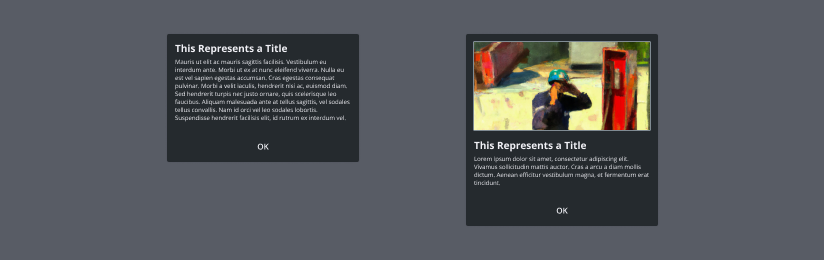 This Represents a Title
Mauris ut elit ac mauris sagittis facilisis. Vestibulum eu
interdum ante. Morbi ut ex at nunc eleifend viverra. Nulla eu
est vel sapien egestas accumsan. Cras egestas consequat
pulvinar. Morbi a velit iaculis, hendrerit nisi ac, euismod diam.
Sed hendrerit turpis nec justo ornare, quis scelerisque leo
faucibus. Aliquam malesuada ante at tellus sagittis, vel sodales
tellus convallis. Nam id orci vel leo sodales lobortis.
Suspendisse hendrerit facilisis elit, id rutrum ex interdum vel.
OK
This Represents a Title
Lorem ipsum dolor sit amet, consectetur adipiscing elit.
Vivamus sollicitudin mattis auctor. Cras a arcu a diam mollis
dictum. Aenean efficitur vestibulum magna, et fermentum erat
tincidunt.
OK